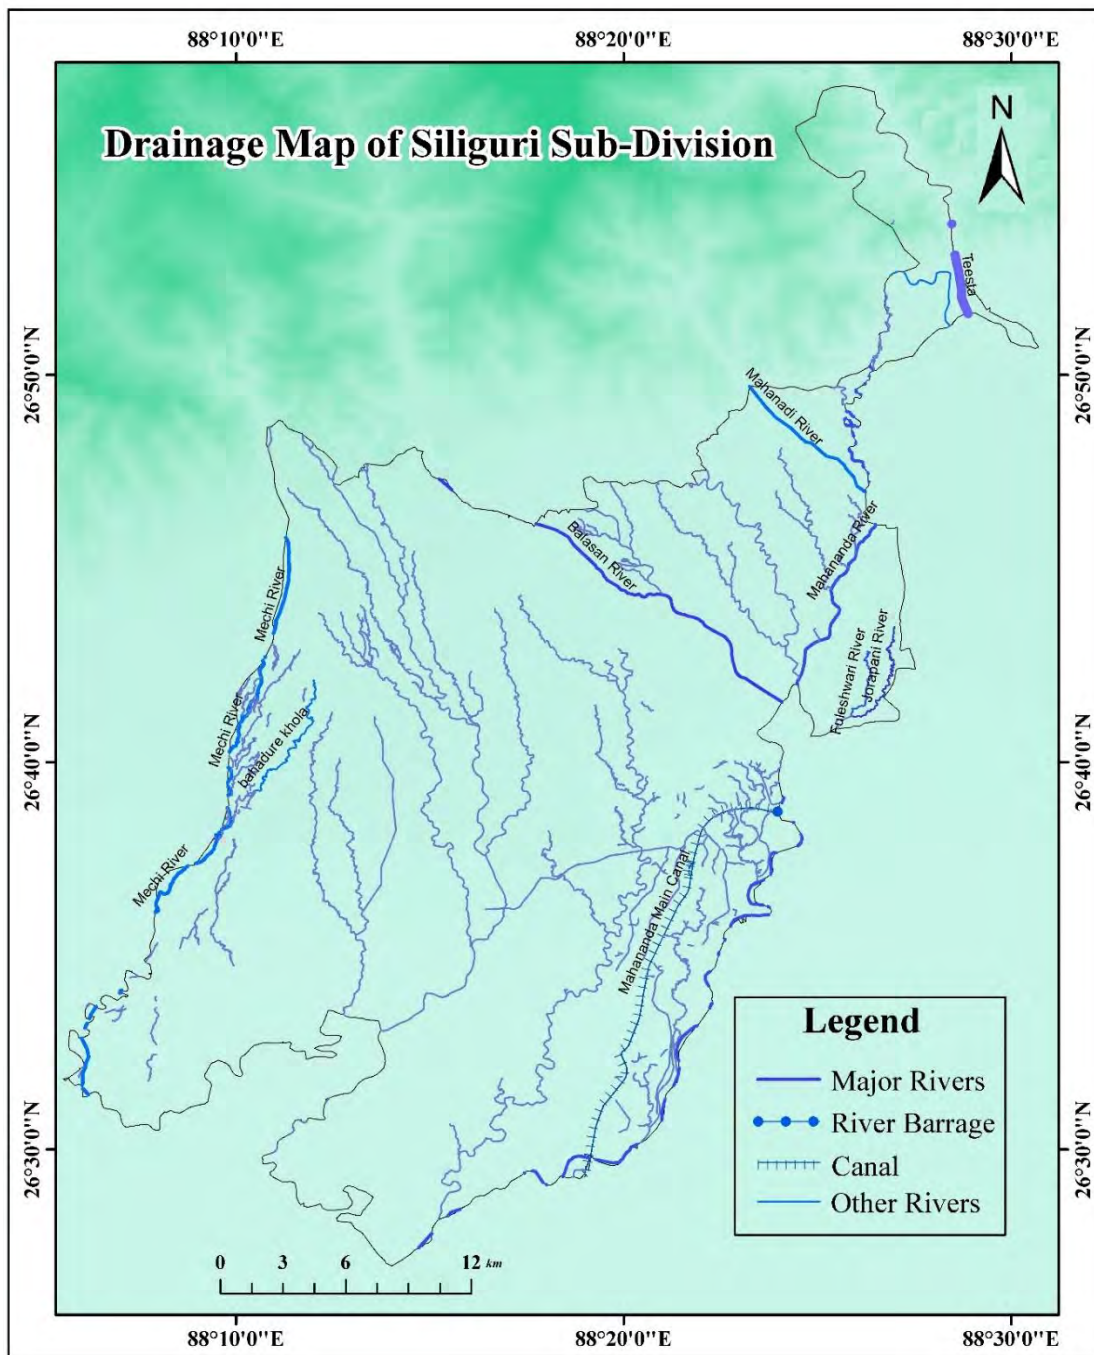 88°10'0"E 88°20'0"E 88°30'0"E
Drainage Map of Siliguri Sub-Division
N
Teesta
26°50'0"N 26°50'0"N
Mahanadi River
Balasan River
Mahananda River
Mechi River
Fuleshwari River
Jorapani River
Mechi River
bahadure khola
26°40'0"N 26°40'0"N
Mechi River
Mahananda Main Canal
Legend
Major Rivers
River Barrage
Canal
Other Rivers
26°30'0"N 26°30'0"N
0 3 6 12 km
88°10'0"E 88°20'0"E 88°30'0"E